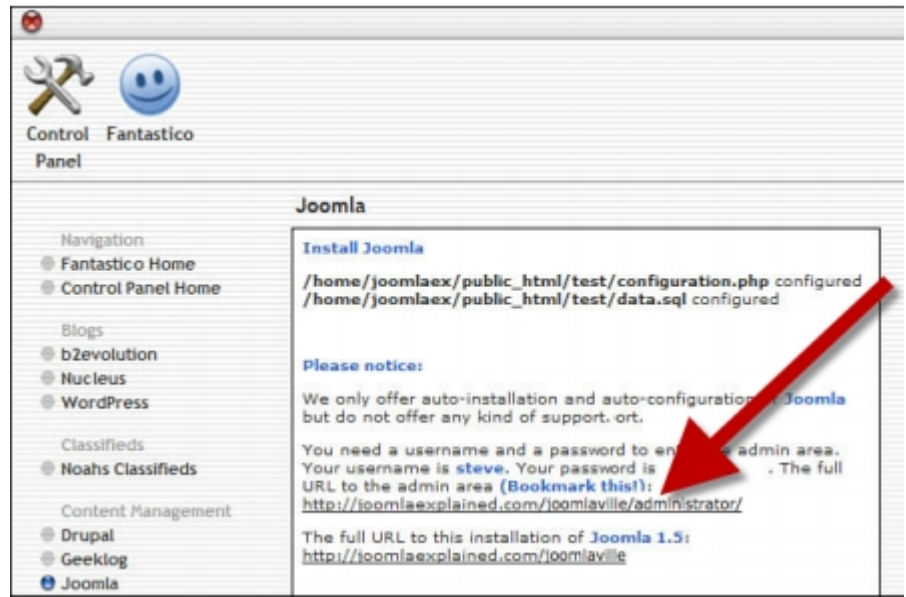 Control Panel
Fantastico
Joomla
Navigation
Fantastico Home
Control Panel Home
Blogs
b2evolution
Nucleus
WordPress
Classifieds
Noahs Classifieds
Content Management
Drupal
Geeklog
Joomla
Install Joomla
/home/joomlaex/public_html/test/configuration.php configured
/home/joomlaex/public_html/test/data.sql configured
Please notice:
We only offer auto-installation and auto-configuration Joomla
but do not offer any kind of support. ort.
You need a username and a password to admin area.
Your username is steve. Your password is . The full
URL to the admin area (Bookmark this!):
http://joomlaexplained.com/joomlaville/administrator/
The full URL to this installation of Joomla 1.5:
http://joomlaexplained.com/joomlaville